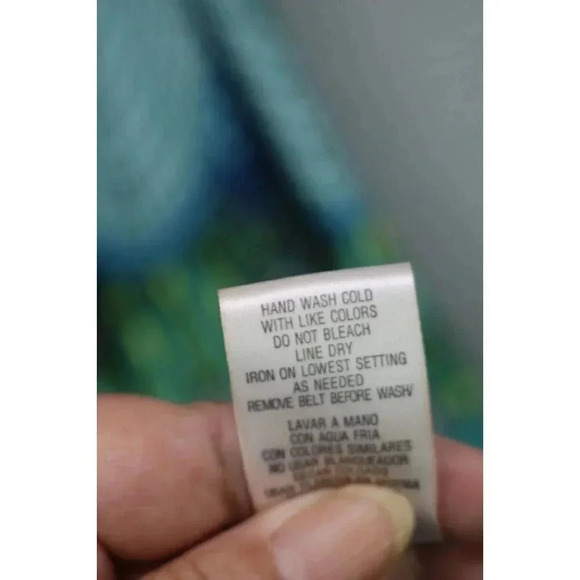 HAND WASH COLD
WITH LIKE COLORS
DO NOT BLEACH
LINE DRY
IRON ON LOWEST SETTING
AS NEEDED
REMOVE BELT BEFORE WASH/
LAVAR A MANO
CON AGUA FRIA
CON COLORES SIMILARES
NO USAR BLANQUEADOR